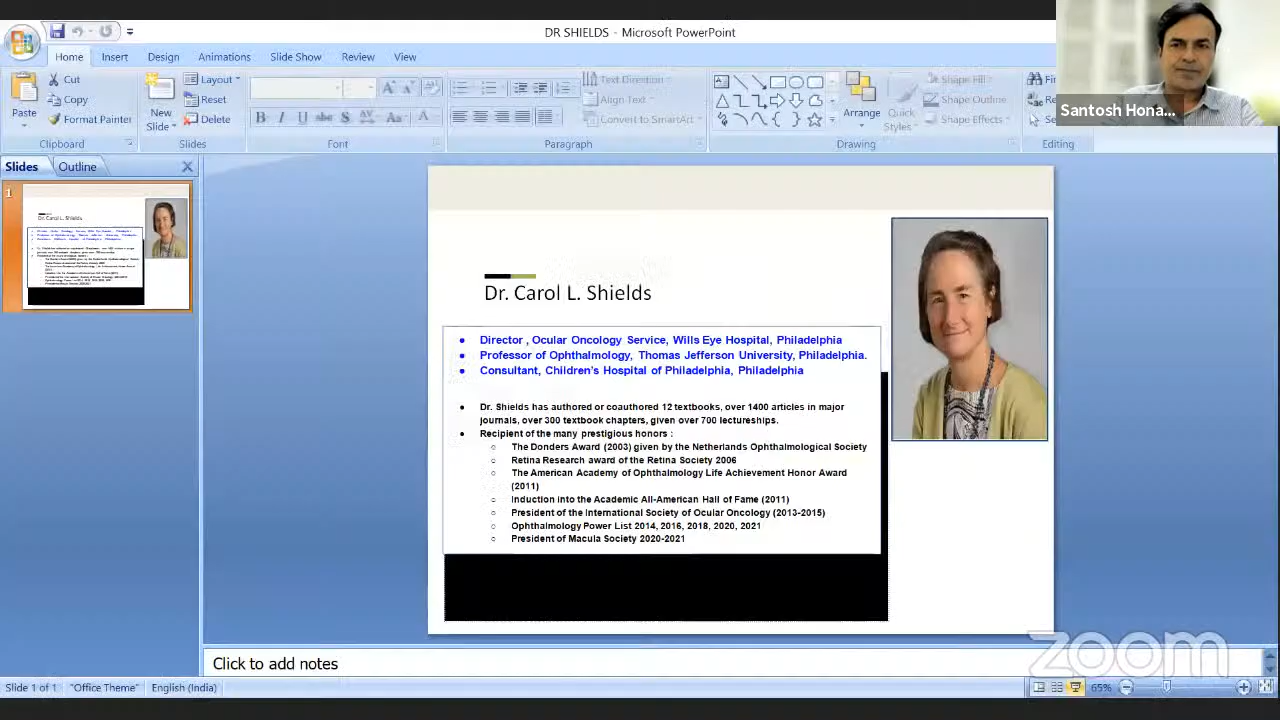 DR SHIELDS - Microsoft PowerPoint
Home Insert Design Animations Slide Show Review View
Cut
Copy
Format Painter
Paste
Clipboard
New
Slide
Layout
Reset
Delete
Slides
B I U abc S AV Aa A
Font
Text Direction
Align Text
Convert to SmartArt
Paragraph
Arrange
Quick
Styles
Shape Fill
Shape Outline
Shape Effects
Drawing
Editing
Santosh Hona...
Slides Outline
1
Dr. Carol L. Shields
Dr. Carol L. Shields
Director , Ocular Oncology Service, Wills Eye Hospital, Philadelphia
Professor of Ophthalmology, Thomas Jefferson University, Philadelphia.
Consultant, Children's Hospital of Philadelphia, Philadelphia
Dr. Shields has authored or coauthored 12 textbooks, over 1400 articles in major
journals, over 300 textbook chapters, given over 700 lectureships.
Recipient of the many prestigious honors :
The Donders Award (2003) given by the Netherlands Ophthalmological Society
Retina Research award of the Retina Society 2006
The American Academy of Ophthalmology Life Achievement Honor Award
(2011)
Induction into the Academic All-American Hall of Fame (2011)
President of the International Society of Ocular Oncology (2013-2015)
Ophthalmology Power List 2014, 2016, 2018, 2020, 2021
President of Macula Society 2020-2021
Click to add notes
zoom
Slide 1 of 1 "Office Theme" English (India) 65%